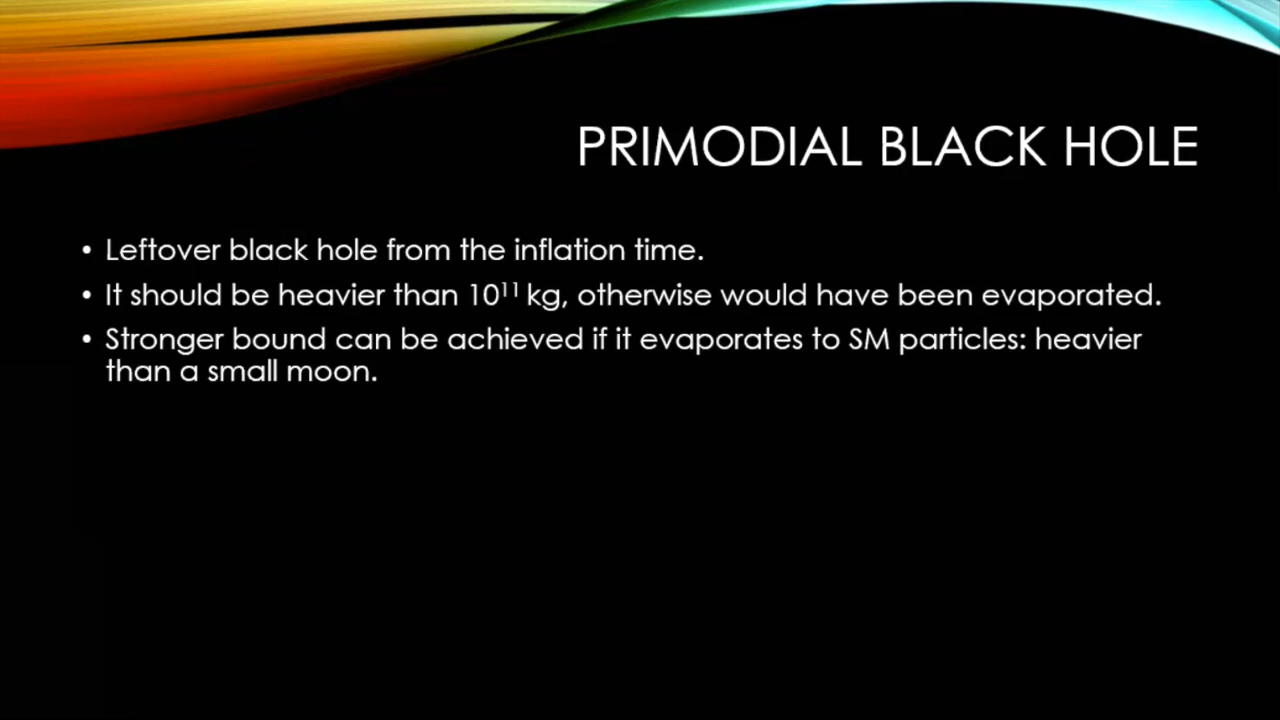 PRIMODIAL BLACK HOLE
• Leftover black hole from the inflation time.
• It should be heavier than 10¹¹ kg, otherwise would have been evaporated.
• Stronger bound can be achieved if it evaporates to SM particles: heavier
than a small moon.